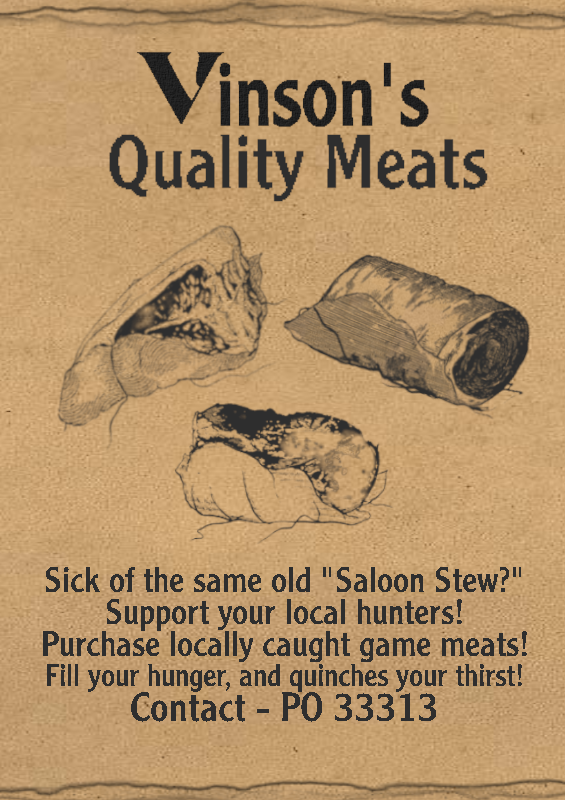 Vinson's
Quality Meats
Sick of the same old "Saloon Stew?"
Support your local hunters!
Purchase locally caught game meats!
Fill your hunger, and quinches your thirst!
Contact - PO 33313